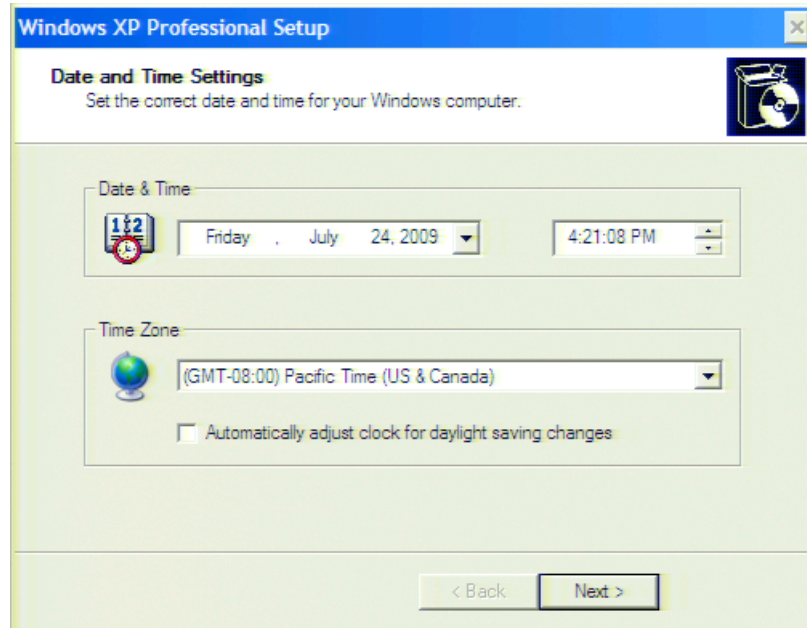 Windows XP Professional Setup
Date and Time Settings
Set the correct date and time for your Windows computer.
Date & Time
Friday , July 24, 2009 4:21:08 PM
Time Zone
(GMT-08:00) Pacific Time (US & Canada)
Automatically adjust clock for daylight saving changes
< Back Next >